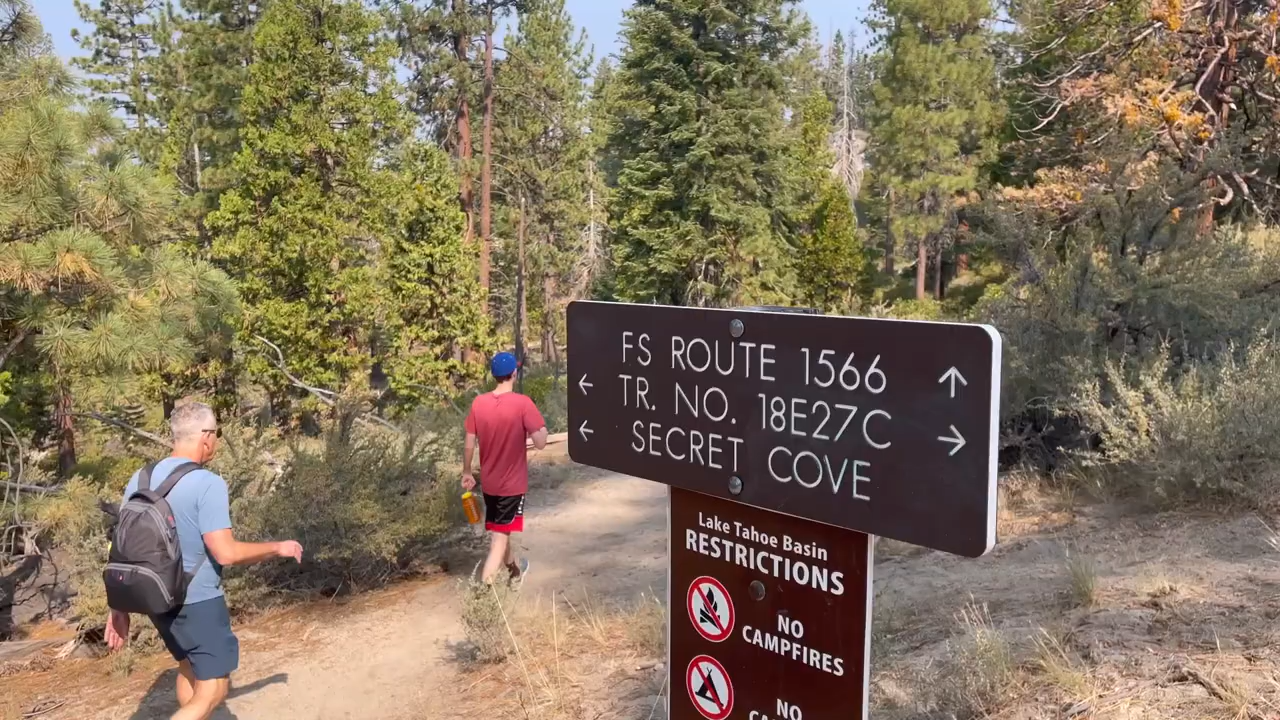 FS ROUTE 1566
← TR. NO. 18E27C ↑
← SECRET COVE →
Lake Tahoe Basin
RESTRICTIONS
NO
CAMPFIRES
NO